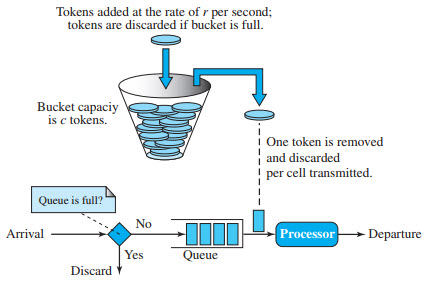 Tokens added at the rate of r per second;
tokens are discarded if bucket is full.
Bucket capaciy
is c tokens.
One token is removed
and discarded
per cell transmitted.
Queue is full?
No
Arrival
Processor
Departure
Yes
Queue
Discard